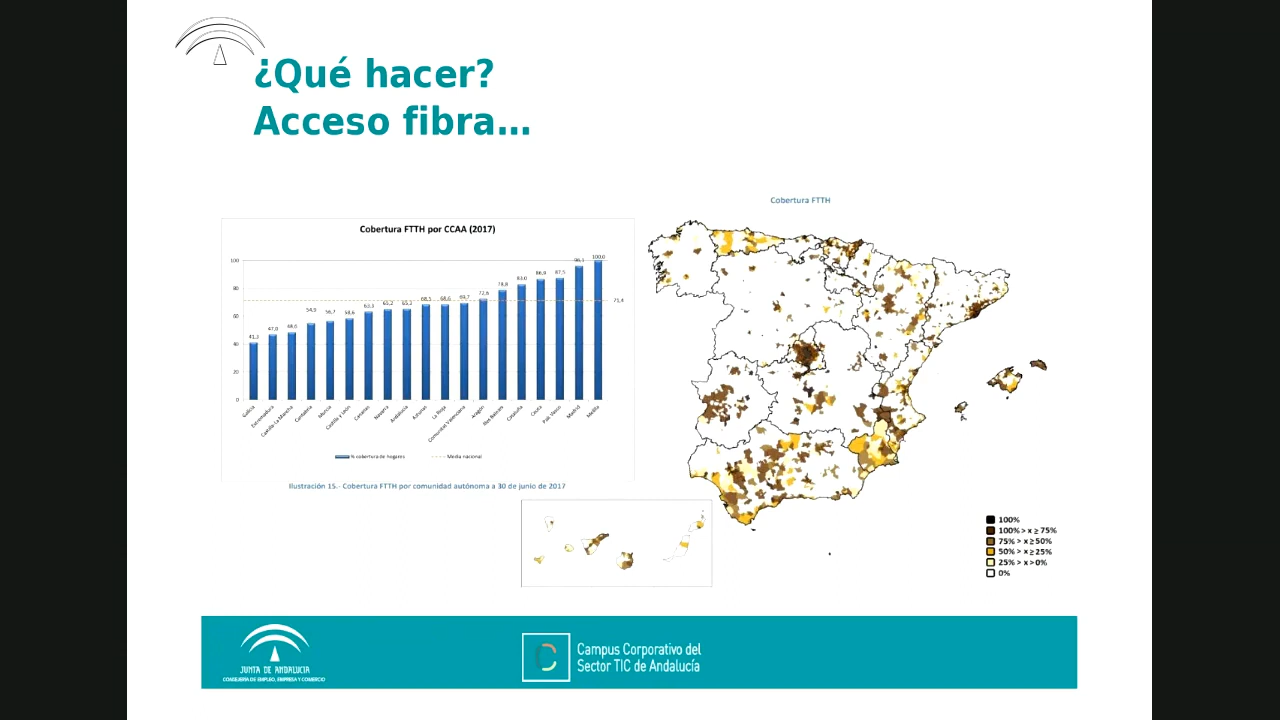 ¿Qué hacer?
Acceso fibra...
Cobertura FTTH
Cobertura FTTH por CCAA (2017)
100
80
60
40
20
0
41,3
47,0
48,6
54,9
56,7
58,6
63,3
65,2
65,3
68,5
68,6
69,7
72,6
78,8
83,0
86,9
87,5
96,1
100,0
71,4
Galicia
Extremadura
Castilla-La Mancha
Cantabria
Murcia
Castilla y León
Canarias
Navarra
Andalucía
Asturias
La Rioja
Comunitat Valenciana
Aragón
Illes Balears
Cataluña
Ceuta
País Vasco
Madrid
Melilla
% cobertura de hogares
Media nacional
Ilustración 15.- Cobertura FTTH por comunidad autónoma a 30 de junio de 2017
100%
100% > x ≥ 75%
75% > x ≥ 50%
50% > x ≥ 25%
25% > x > 0%
0%
JUNTA DE ANDALUCIA
CONSEJERÍA DE EMPLEO, EMPRESA Y COMERCIO
Campus Corporativo del
Sector TIC de Andalucía